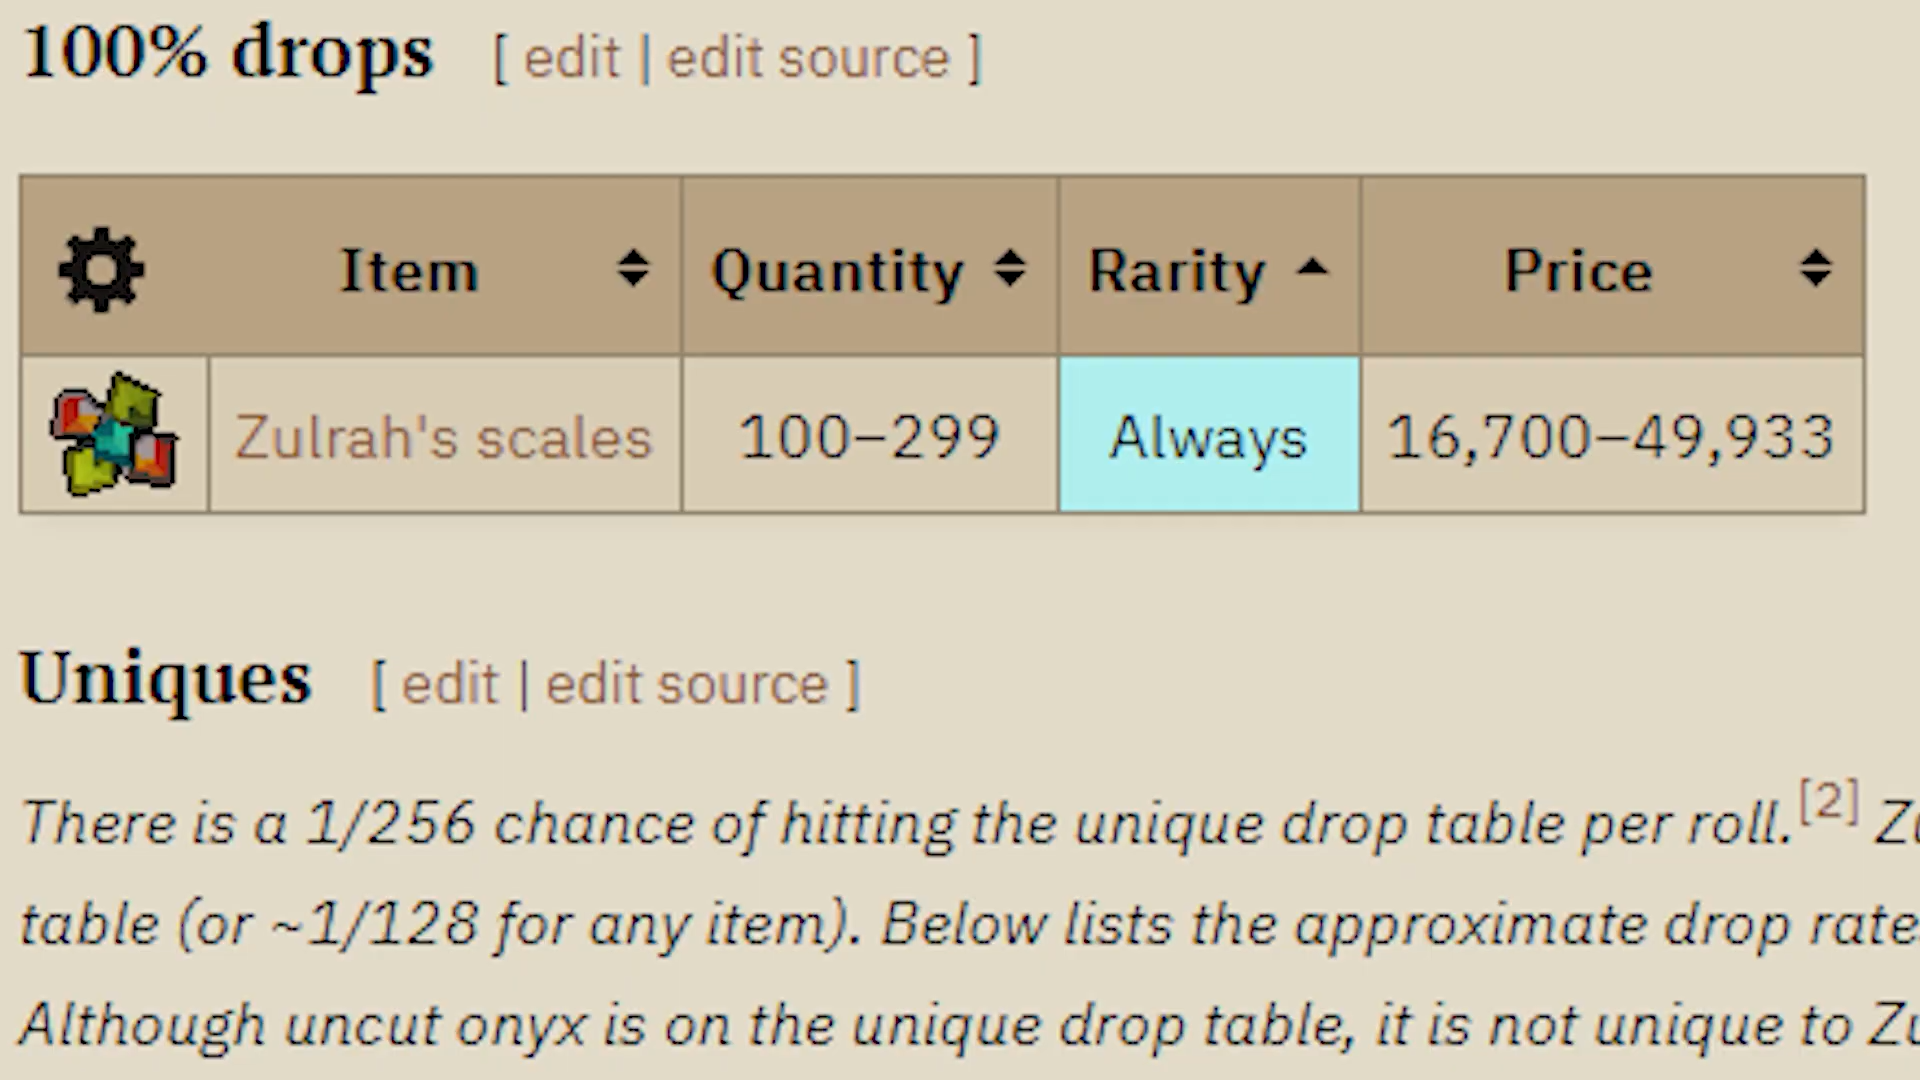 100% drops [ edit | edit source ]
Item Quantity Rarity Price
Zulrah's scales 100–299 Always 16,700–49,933
Uniques [ edit | edit source ]
There is a 1/256 chance of hitting the unique drop table per roll.[2]
table (or ~1/128 for any item). Below lists the approximate drop rate
Although uncut onyx is on the unique drop table, it is not unique to